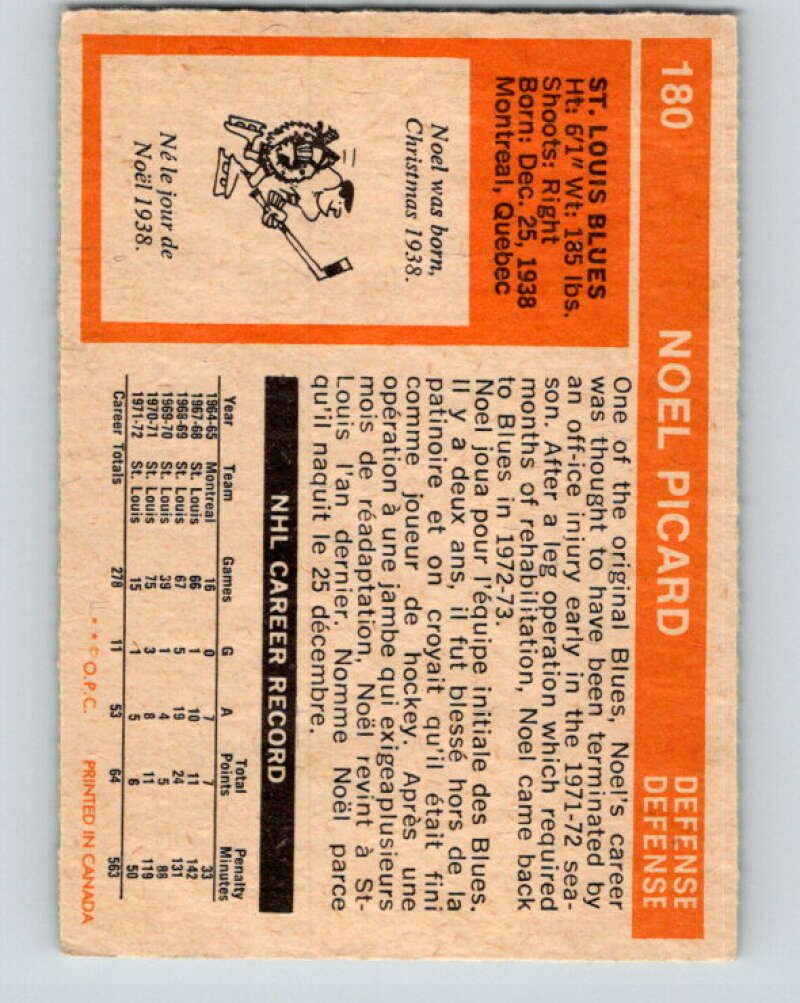 180 NOEL PICARD DEFENSE
DEFENSE
ST. LOUIS BLUES
Ht: 6'1" Wt: 185 lbs.
Shoots: Right
Born: Dec. 25, 1938
Montreal, Quebec
Noel was born,
Christmas 1938.
Né le jour de
Noël 1938.
One of the original Blues, Noel's career
was thought to have been terminated by
an off-ice injury early in the 1971-72 sea-
son. After a leg operation which required
months of rehabilitation, Noel came back
to Blues in 1972-73.
Noel joua pour l'équipe initiale des Blues.
Il y a deux ans, il fut blessé hors de la
patinoire et on croyait qu'il était fini
comme joueur de hockey. Après une
opération à une jambe qui exigeaplusieurs
mois de réadaptation, Noël revint à St-
Louis l'an dernier. Nomme Noël parce
qu'il naquit le 25 décembre.
NHL CAREER RECORD
Year Team Games G A Total Points Penalty Minutes
1964-65 Montreal 16 0 7 7 33
1967-68 St. Louis 66 1 10 11 142
1968-69 St. Louis 67 5 19 24 131
1969-70 St. Louis 39 1 4 5 88
1970-71 St. Louis 75 3 8 11 119
1971-72 St. Louis 15 1 5 6 50
Career Totals 278 11 53 64 563
* * © O.P.C. PRINTED IN CANADA